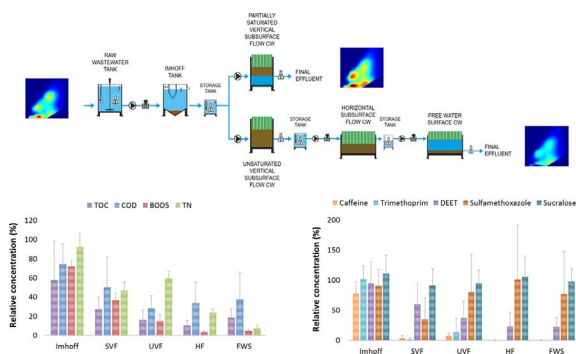 PARTIALLY
SATURATED
VERTICAL
SUBSURFACE
FLOW CW
RAW
WASTEWATER
TANK
IMHOFF
TANK
STORAGE
TANK
FINAL
EFFLUENT
UNSATURATED
VERTICAL
SUBSURFACE
FLOW CW
STORAGE
TANK
HORIZONTAL
SUBSURFACE
FLOW CW
STORAGE
TANK
FREE WATER
SURFACE CW
FINAL
EFFLUENT
TOC COD BOD5 TN
Relative concentration (%)
120
100
80
60
40
20
0
Imhoff SVF UVF HF FWS
Caffeine Trimethoprim DEET Sulfamethoxazole Sucralose
Relative concentration (%)
200
150
100
50
0
Imhoff SVF UVF HF FWS